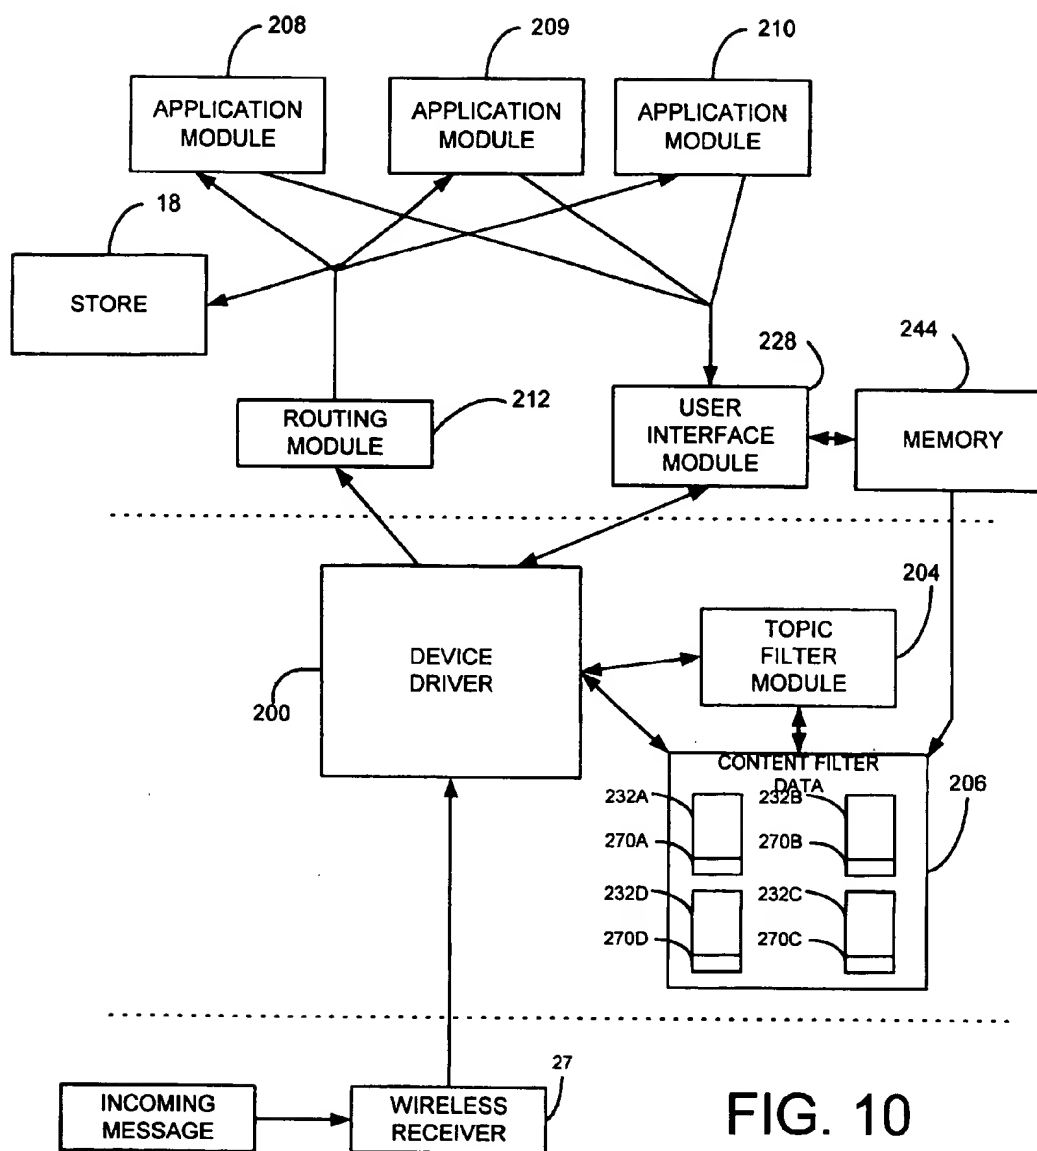 208
209
210
APPLICATION
MODULE
APPLICATION
MODULE
APPLICATION
MODULE
18
STORE
228
244
ROUTING
MODULE
212
USER
INTERFACE
MODULE
MEMORY
204
DEVICE
DRIVER
200
TOPIC
FILTER
MODULE
CONTENT FILTER
DATA
206
232A
232B
270A
270B
232D
232C
270D
270C
INCOMING
MESSAGE
WIRELESS
RECEIVER
27
FIG. 10